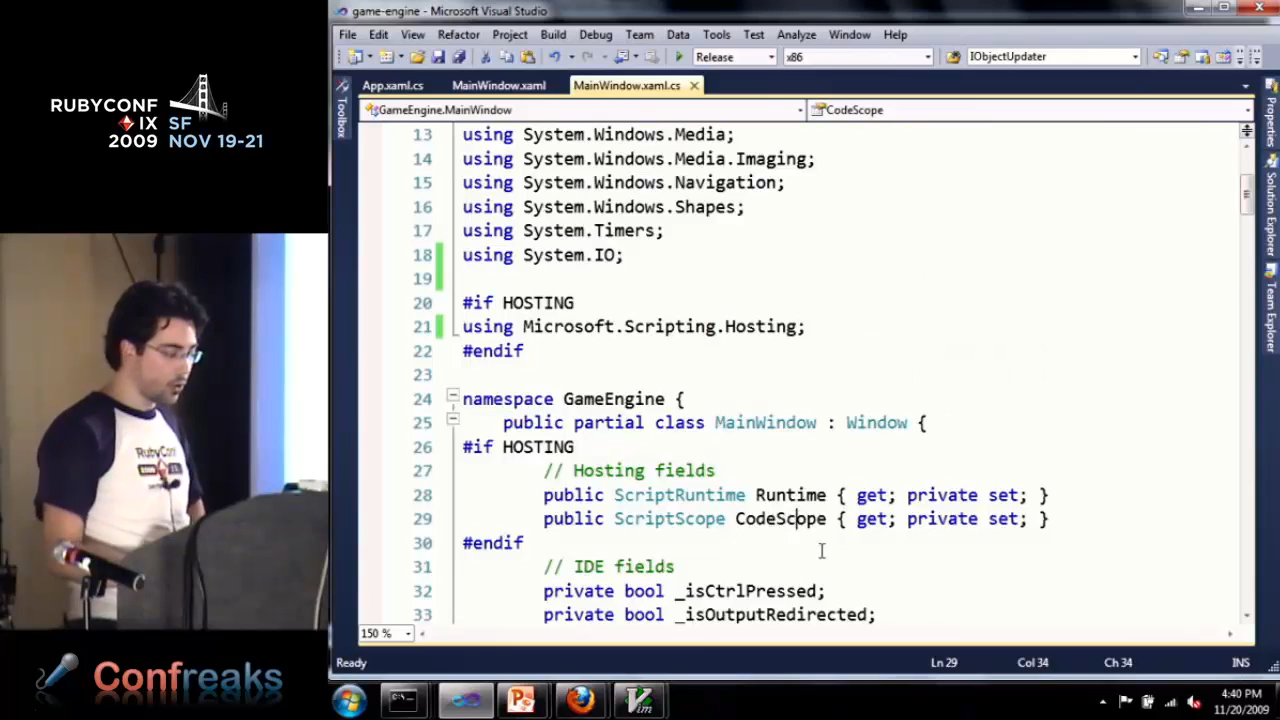 RUBYCONF
IX SF
2009 NOV 19-21
RubyConf
Confreaks
game-engine - Microsoft Visual Studio
File Edit View Refactor Project Build Debug Team Data Tools Test Analyze Window Help
Release x86 IObjectUpdater
App.xaml.cs MainWindow.xaml MainWindow.xaml.cs
GameEngine.MainWindow CodeScope
Toolbox
Properties
Solution Explorer
Team Explorer
13 using System.Windows.Media;
14 using System.Windows.Media.Imaging;
15 using System.Windows.Navigation;
16 using System.Windows.Shapes;
17 using System.Timers;
18 using System.IO;
19
20 #if HOSTING
21 using Microsoft.Scripting.Hosting;
22 #endif
23
24 namespace GameEngine {
25 public partial class MainWindow : Window {
26 #if HOSTING
27 // Hosting fields
28 public ScriptRuntime Runtime { get; private set; }
29 public ScriptScope CodeScope { get; private set; }
30 #endif
31 // IDE fields
32 private bool _isCtrlPressed;
33 private bool _isOutputRedirected;
150 %
Ready Ln 29 Col 34 Ch 34 INS
4:40 PM
11/20/2009